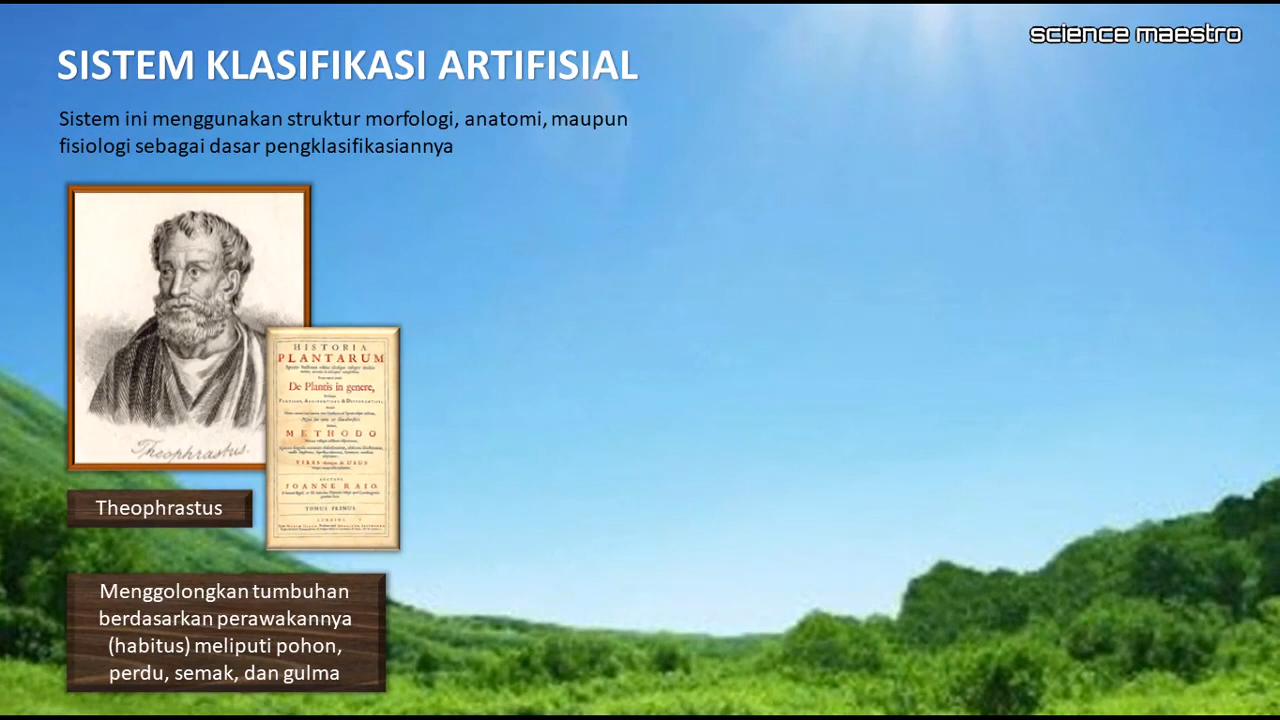 science maestro
SISTEM KLASIFIKASI ARTIFISIAL
Sistem ini menggunakan struktur morfologi, anatomi, maupun
fisiologi sebagai dasar pengklasifikasiannya
Theophrastus.
HISTORIA
PLANTARUM
De Plantis in genere,
METHODO
JOANNE RAIO
TOMUS PRIMUS
Theophrastus
Menggolongkan tumbuhan
berdasarkan perawakannya
(habitus) meliputi pohon,
perdu, semak, dan gulma